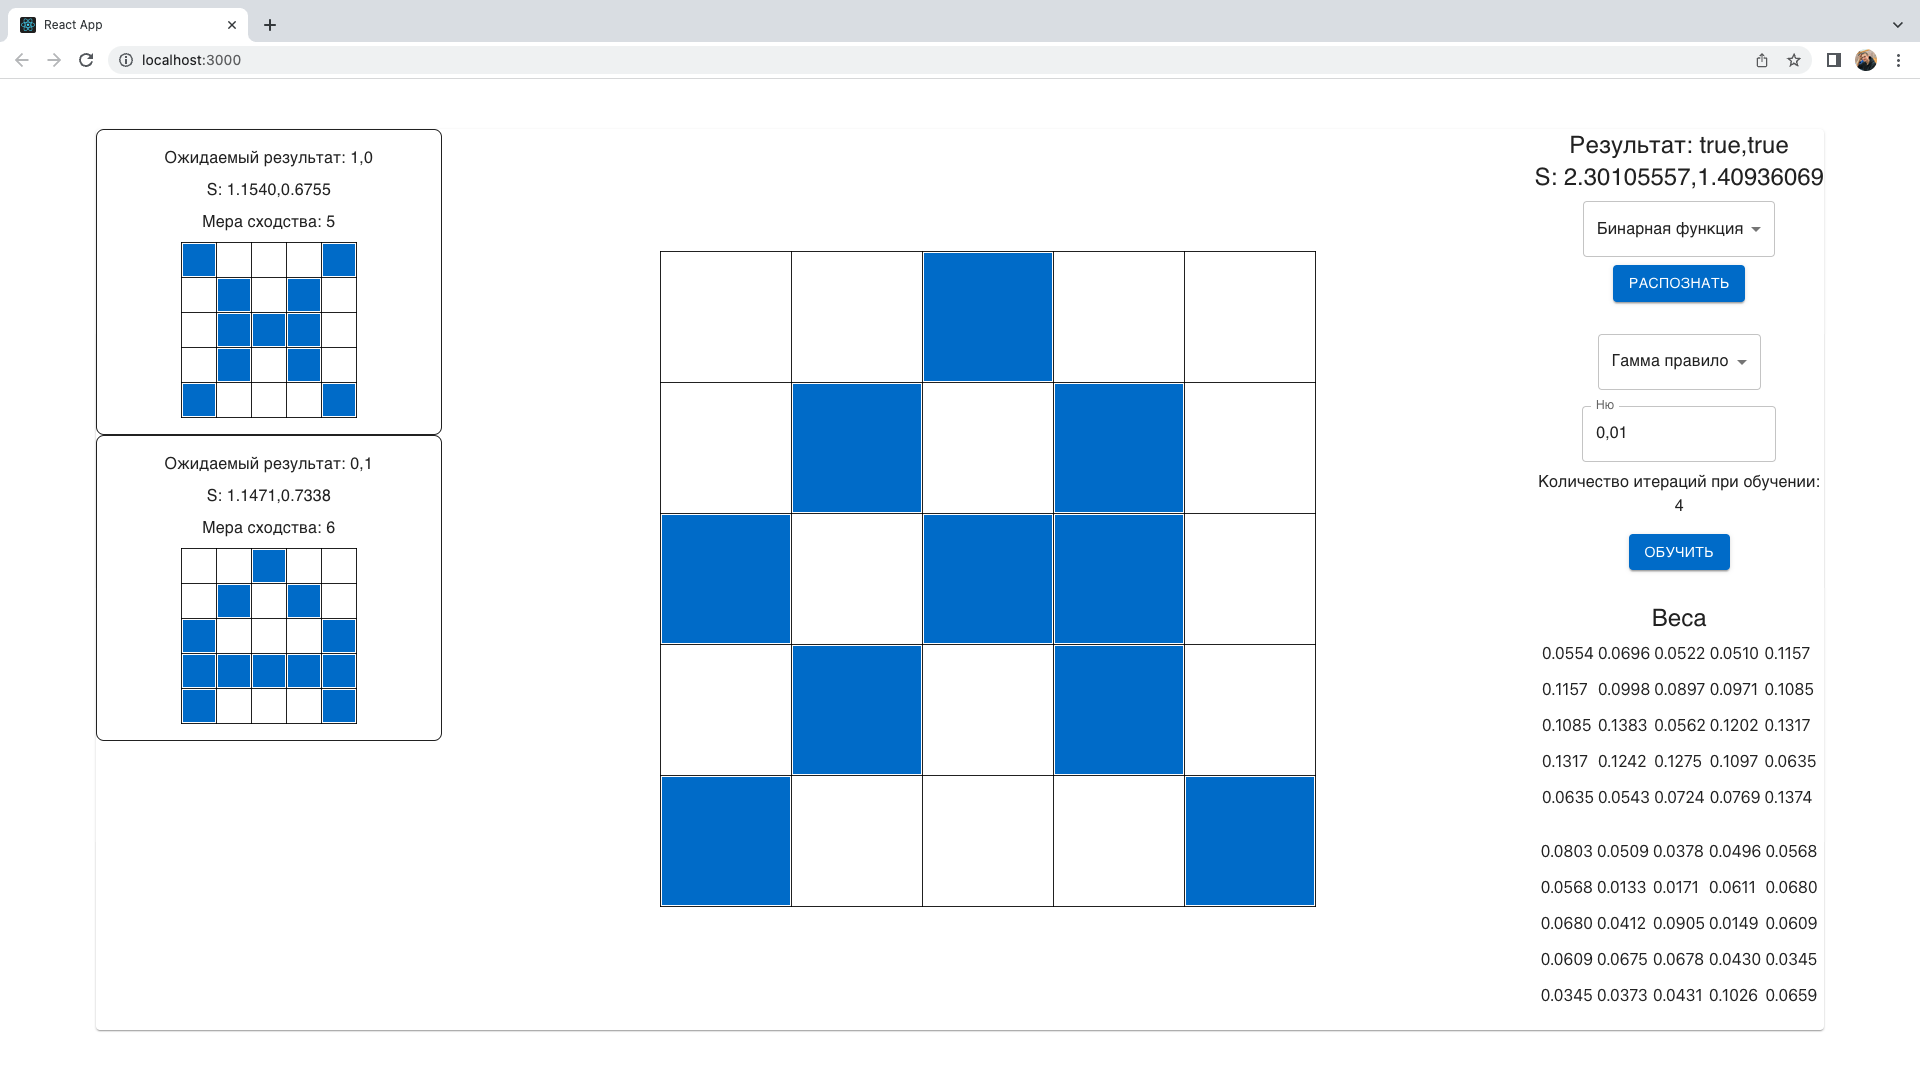 React App
localhost:3000
Ожидаемый результат: 1,0
S: 1.1540,0.6755
Мера сходства: 5
Ожидаемый результат: 0,1
S: 1.1471,0.7338
Мера сходства: 6
Результат: true,true
S: 2.30105557,1.40936069
Бинарная функция
РАСПОЗНАТЬ
Гамма правило
Ню
0,01
Количество итераций при обучении:
4
ОБУЧИТЬ
Веса
0.0554 0.0696 0.0522 0.0510 0.1157
0.1157 0.0998 0.0897 0.0971 0.1085
0.1085 0.1383 0.0562 0.1202 0.1317
0.1317 0.1242 0.1275 0.1097 0.0635
0.0635 0.0543 0.0724 0.0769 0.1374
0.0803 0.0509 0.0378 0.0496 0.0568
0.0568 0.0133 0.0171 0.0611 0.0680
0.0680 0.0412 0.0905 0.0149 0.0609
0.0609 0.0675 0.0678 0.0430 0.0345
0.0345 0.0373 0.0431 0.1026 0.0659